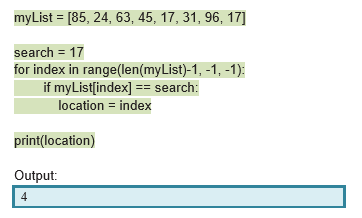 myList = [85, 24, 63, 45, 17, 31, 96, 17]
search = 17
for index in range(len(myList)-1, -1, -1):
if myList[index] == search:
location = index
print(location)
Output:
4